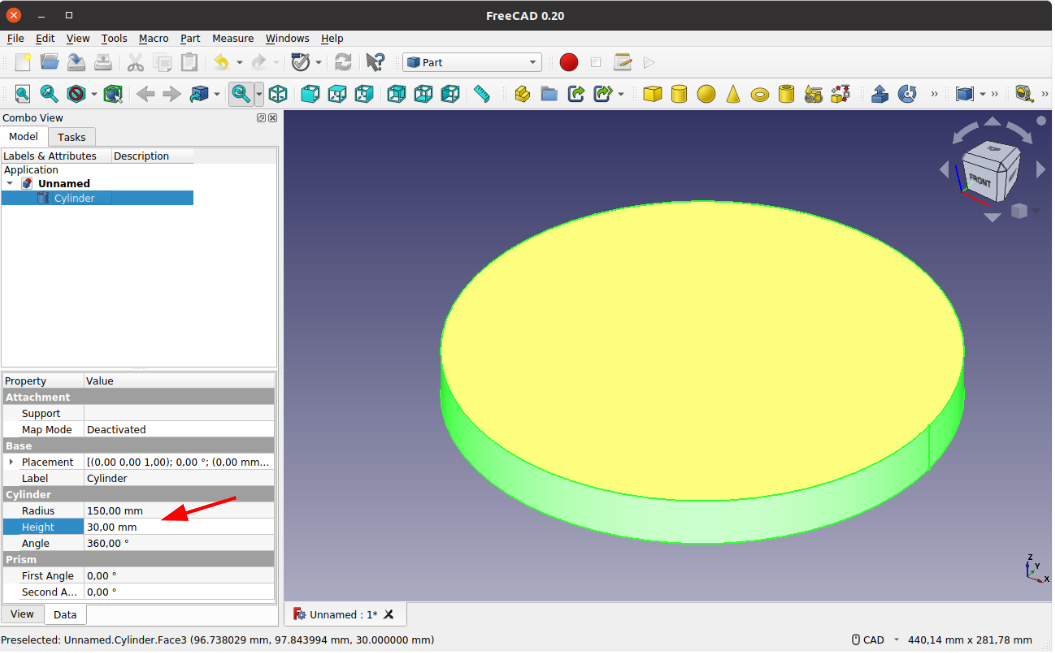 FreeCAD 0.20
File Edit View Tools Macro Part Measure Windows Help
Part
Combo View
Model Tasks
Labels & Attributes Description
Application
Unnamed
Cylinder
FRONT
Property Value
Attachment
Support
Map Mode Deactivated
Base
Placement [(0,00 0,00 1,00); 0,00 °; (0,00 mm...
Label Cylinder
Cylinder
Radius 150,00 mm
Height 30,00 mm
Angle 360,00 °
Prism
First Angle 0,00 °
Second A... 0,00 °
Z
Y
X
View Data
Unnamed : 1*
Preselected: Unnamed.Cylinder.Face3 (96.738029 mm, 97.843994 mm, 30.000000 mm)
CAD 440,14 mm x 281,78 mm